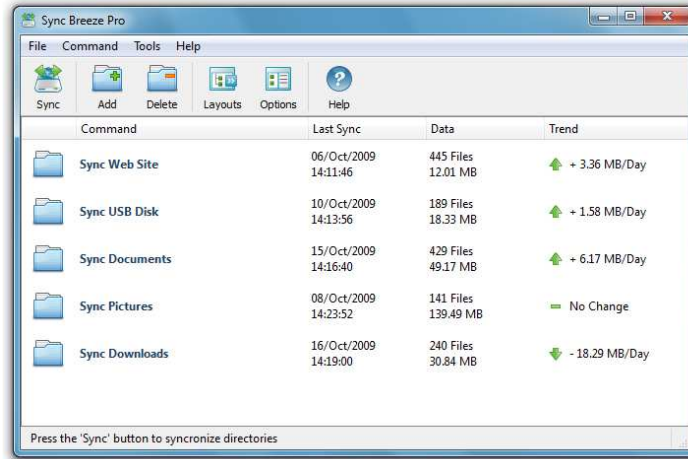 Sync Breeze Pro
File Command Tools Help
Sync Add Delete Layouts Options Help
Command Last Sync Data Trend
Sync Web Site 06/Oct/2009 14:11:46 445 Files 12.01 MB + 3.36 MB/Day
Sync USB Disk 10/Oct/2009 14:13:56 189 Files 18.33 MB + 1.58 MB/Day
Sync Documents 15/Oct/2009 14:16:40 429 Files 49.17 MB + 6.17 MB/Day
Sync Pictures 08/Oct/2009 14:23:52 141 Files 139.49 MB No Change
Sync Downloads 16/Oct/2009 14:19:00 240 Files 30.84 MB - 18.29 MB/Day
Press the 'Sync' button to syncronize directories